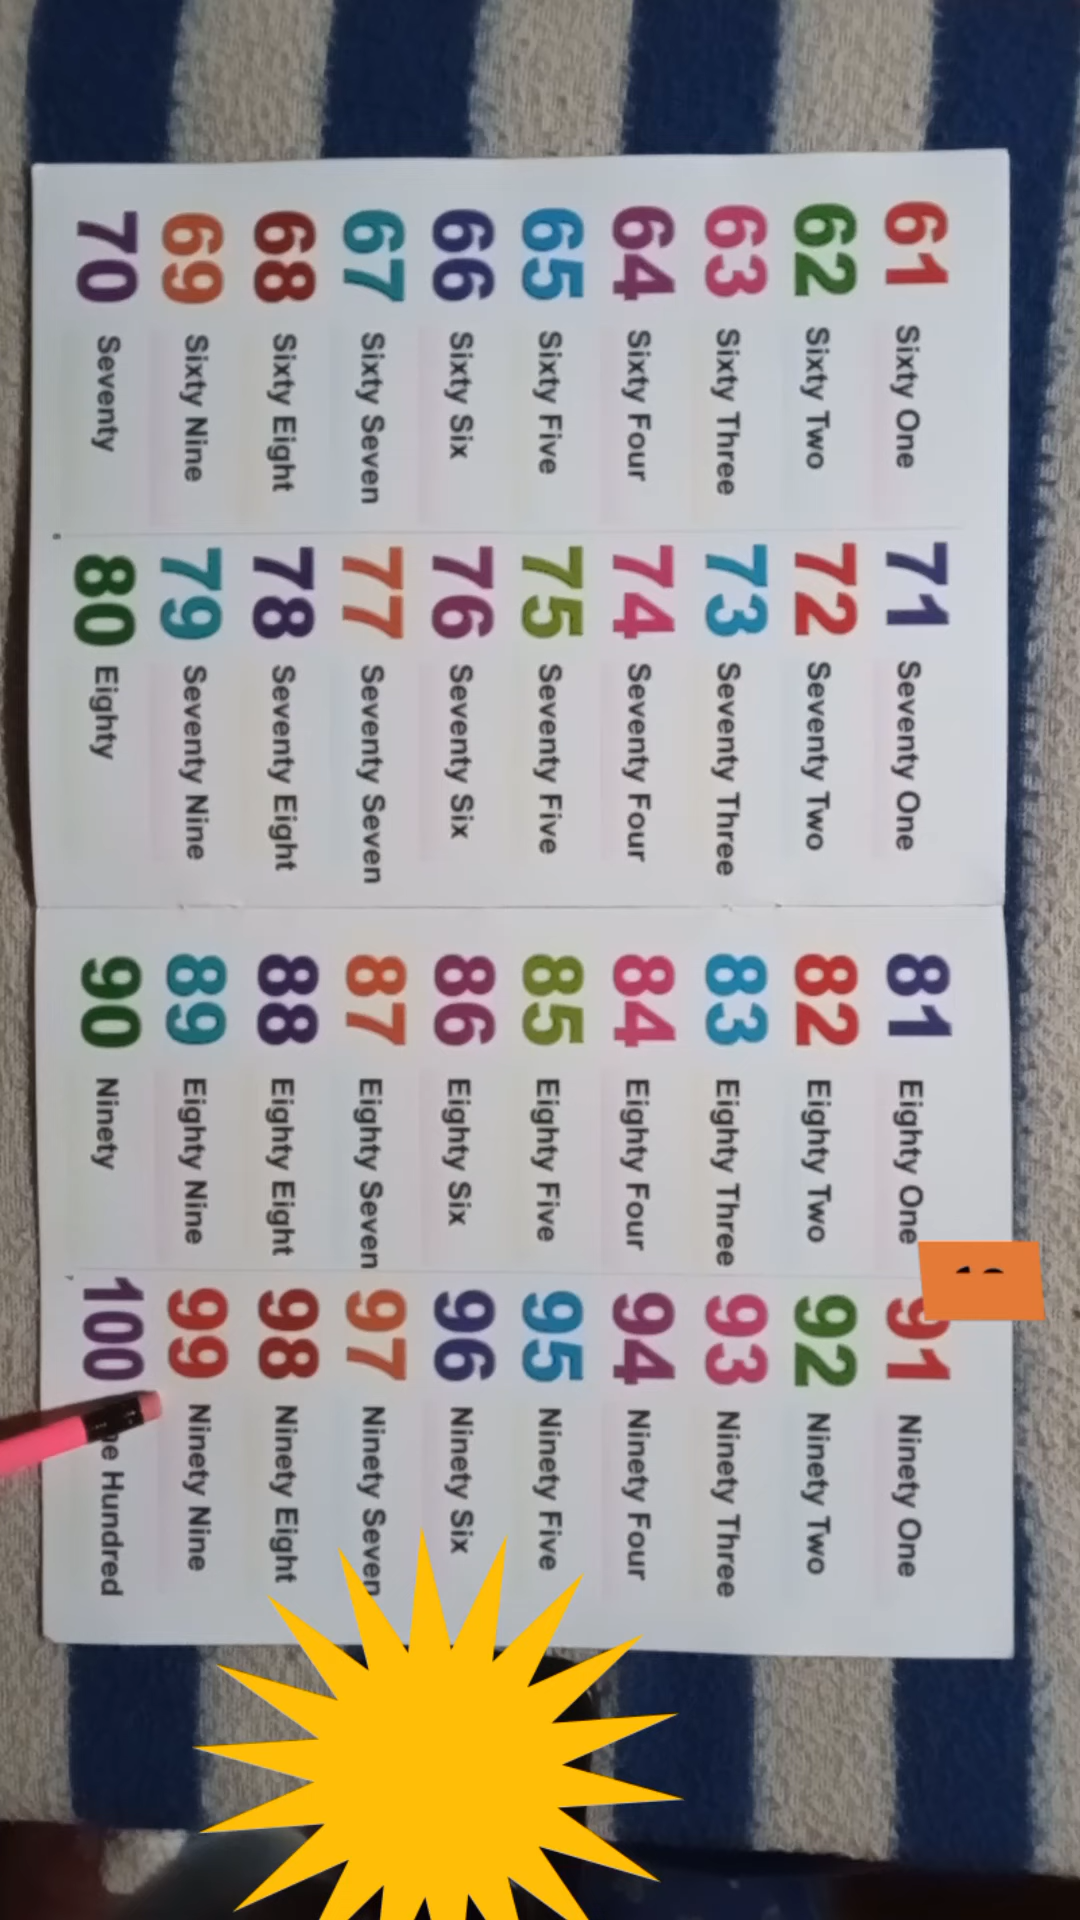 61 Sixty One
62 Sixty Two
63 Sixty Three
64 Sixty Four
65 Sixty Five
66 Sixty Six
67 Sixty Seven
68 Sixty Eight
69 Sixty Nine
70 Seventy
71 Seventy One
72 Seventy Two
73 Seventy Three
74 Seventy Four
75 Seventy Five
76 Seventy Six
77 Seventy Seven
78 Seventy Eight
79 Seventy Nine
80 Eighty
6
81 Eighty One
82 Eighty Two
83 Eighty Three
84 Eighty Four
85 Eighty Five
86 Eighty Six
87 Eighty Seven
88 Eighty Eight
89 Eighty Nine
90 Ninety
7
91 Ninety One
92 Ninety Two
93 Ninety Three
94 Ninety Four
95 Ninety Five
96 Ninety Six
97 Ninety Seven
98 Ninety Eight
99 Ninety Nine
100 Hundred